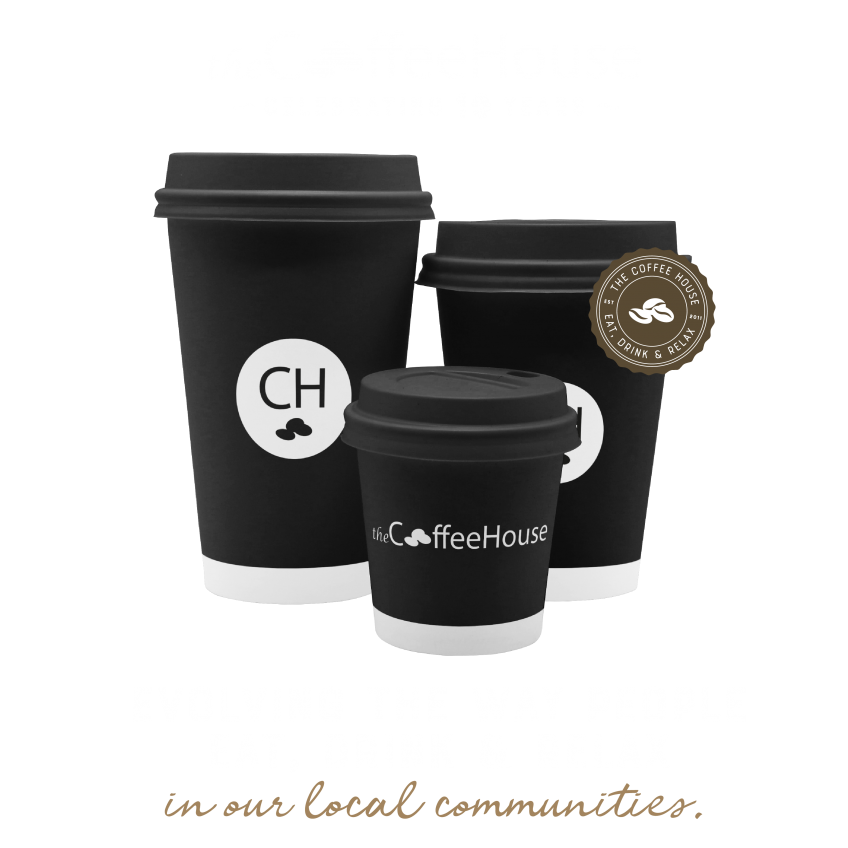 THE COFFEE HOUSE
EST 2011
EAT, DRINK & RELAX
CH
H
theCoffeeHouse
in our local communities.